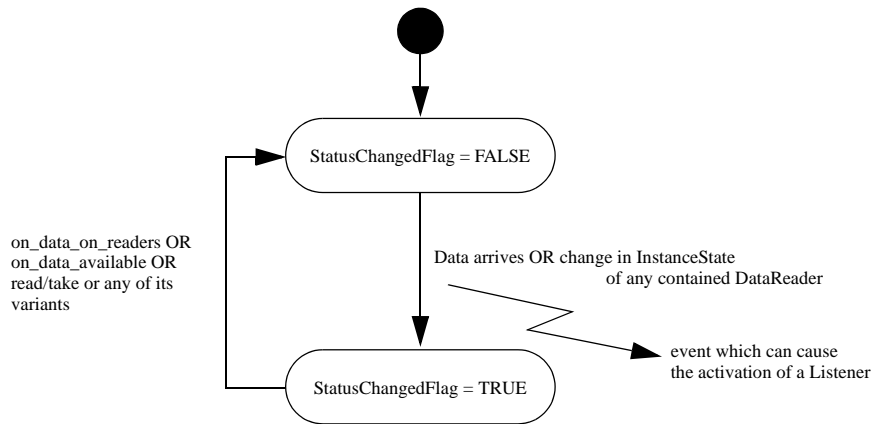 StatusChangedFlag = FALSE
on_data_on_readers OR
on_data_available OR
read/take or any of its
variants
Data arrives OR change in InstanceState
of any contained DataReader
event which can cause
the activation of a Listener
StatusChangedFlag = TRUE